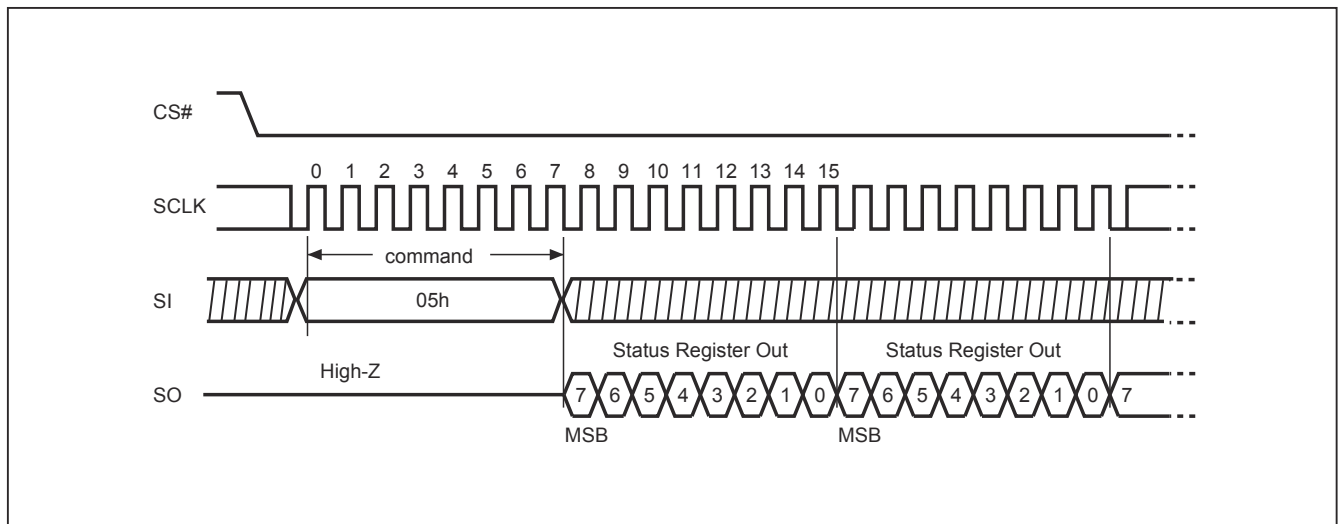 CS#
0 1 2 3 4 5 6 7 8 9 10 11 12 13 14 15
SCLK
command
SI
05h
Status Register Out Status Register Out
High-Z
SO
7 6 5 4 3 2 1 0 7 6 5 4 3 2 1 0 7
MSB MSB